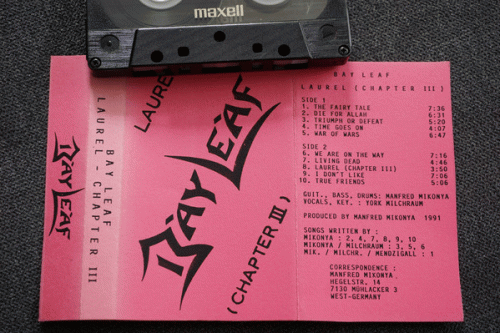 maxell
BAY LEAF
LAUREL - CHAPTER III
BÀY LEÀF
LAUREL
BÀY LEÀF
(CHAPTER III)
BAY LEAF
LAUREL (CHAPTER III)
SIDE 1
1. THE FAIRY TALE 7:36
2. DIE FOR ALLAH 6:31
3. TRIUMPH OR DEFEAT 5:20
4. TIME GOES ON 4:07
5. WAR OF WARS 6:47
SIDE 2
6. WE ARE ON THE WAY 7:16
7. LIVING DEAD 4:46
8. LAUREL (CHAPTER III) 3:50
9. I DON'T LIKE 7:06
10. TRUE FRIENDS 5:06
GUIT., BASS, DRUMS: MANFRED MIKONYA
VOCALS, KEY. : YORK MILCHRAUM
PRODUCED BY MANFRED MIKONYA 1991
SONGS WRITTEN BY :
MIKONYA : 2, 4, 7, 8, 9, 10
MIKONYA / MILCHRAUM : 3, 5, 6
MIK. / MILCHR. / MENDZIGALL : 1
CORRESPONDENCE :
MANFRED MIKONYA
HEGELSTR. 14
7130 MÜHLACKER 3
WEST-GERMANY